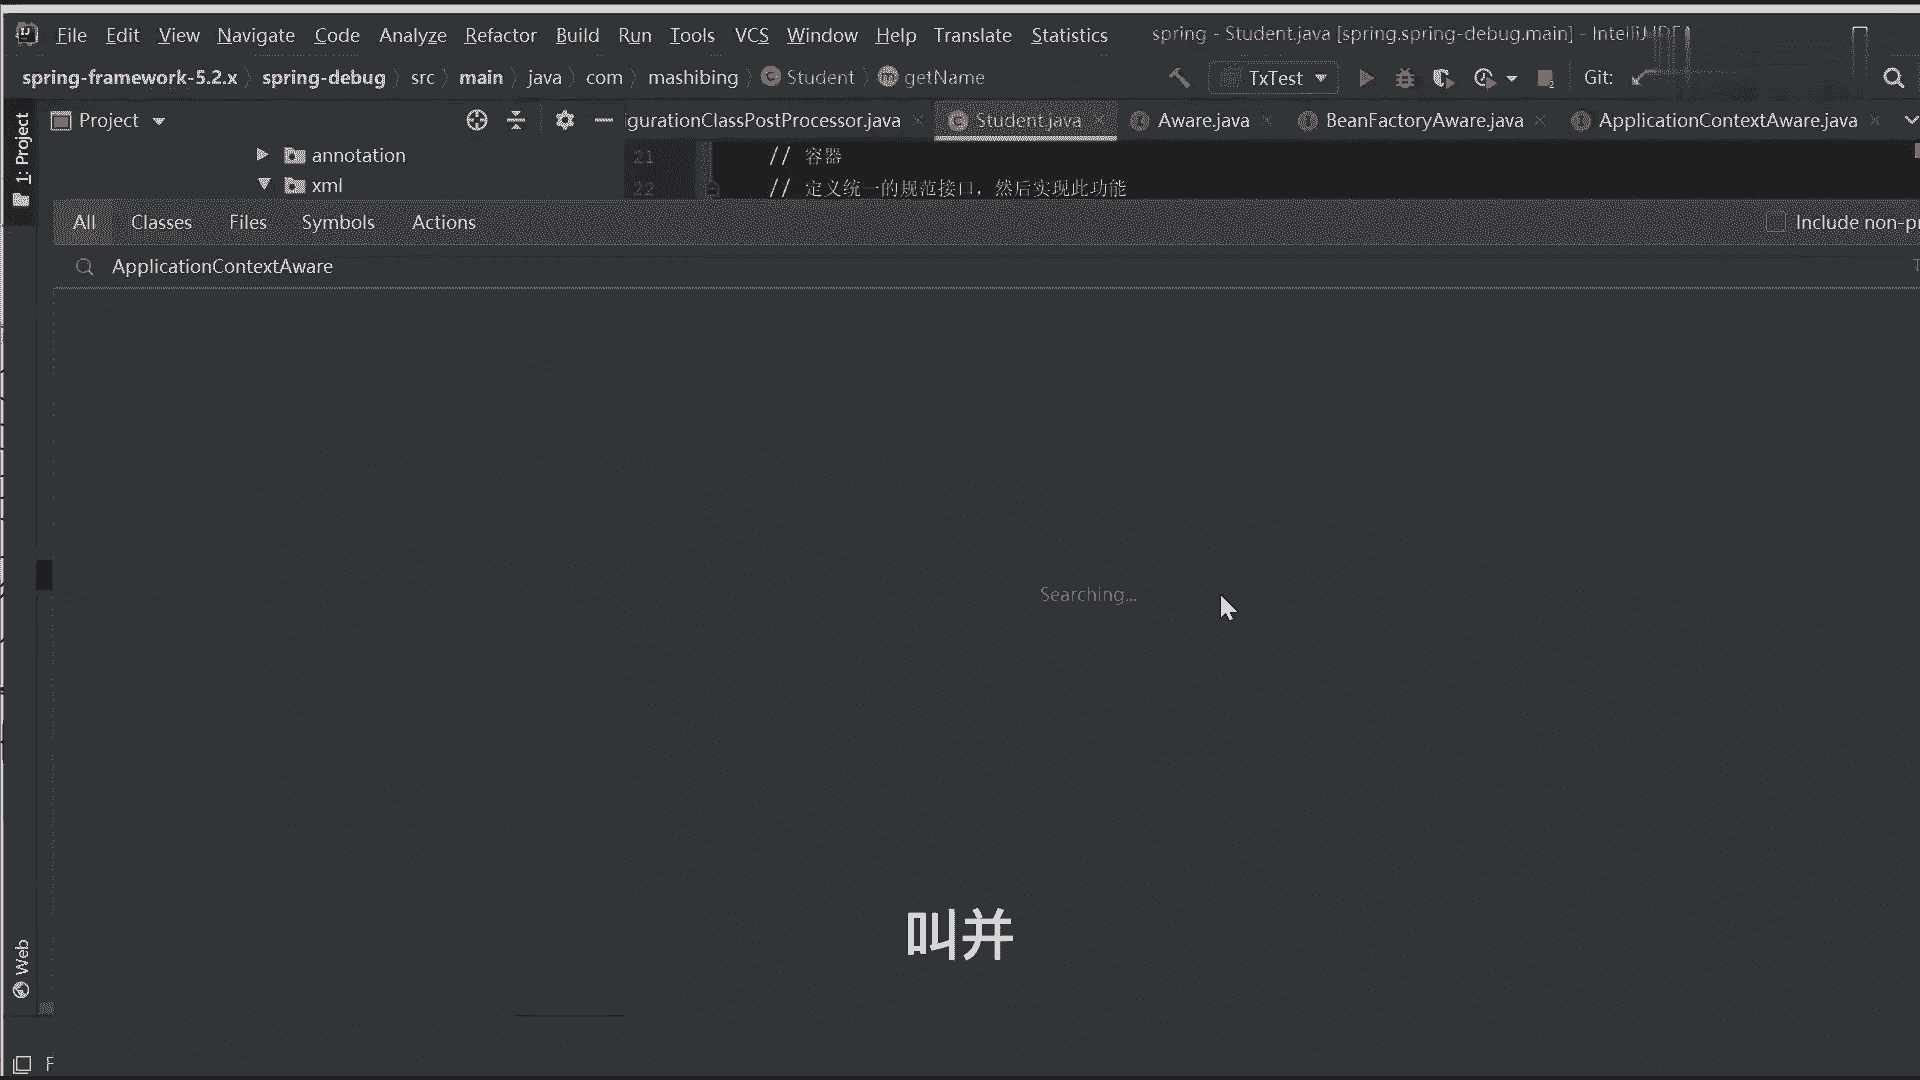 File Edit View Navigate Code Analyze Refactor Build Run Tools VCS Window Help Translate Statistics spring - Student.java [spring.spring-debug.main] -
spring-framework-5.2.x spring-debug src main java com mashibing Student getName TxTest Git:
1: Project
Project gurationClassPostProcessor.java Student.java Aware.java BeanFactoryAware.java ApplicationContextAware.java
annotation 21 // 容器
xml 22 // 定义统一的规范接口，然后实现此功能
All Classes Files Symbols Actions Include non-pr
ApplicationContextAware
Searching...
叫并
Web
F